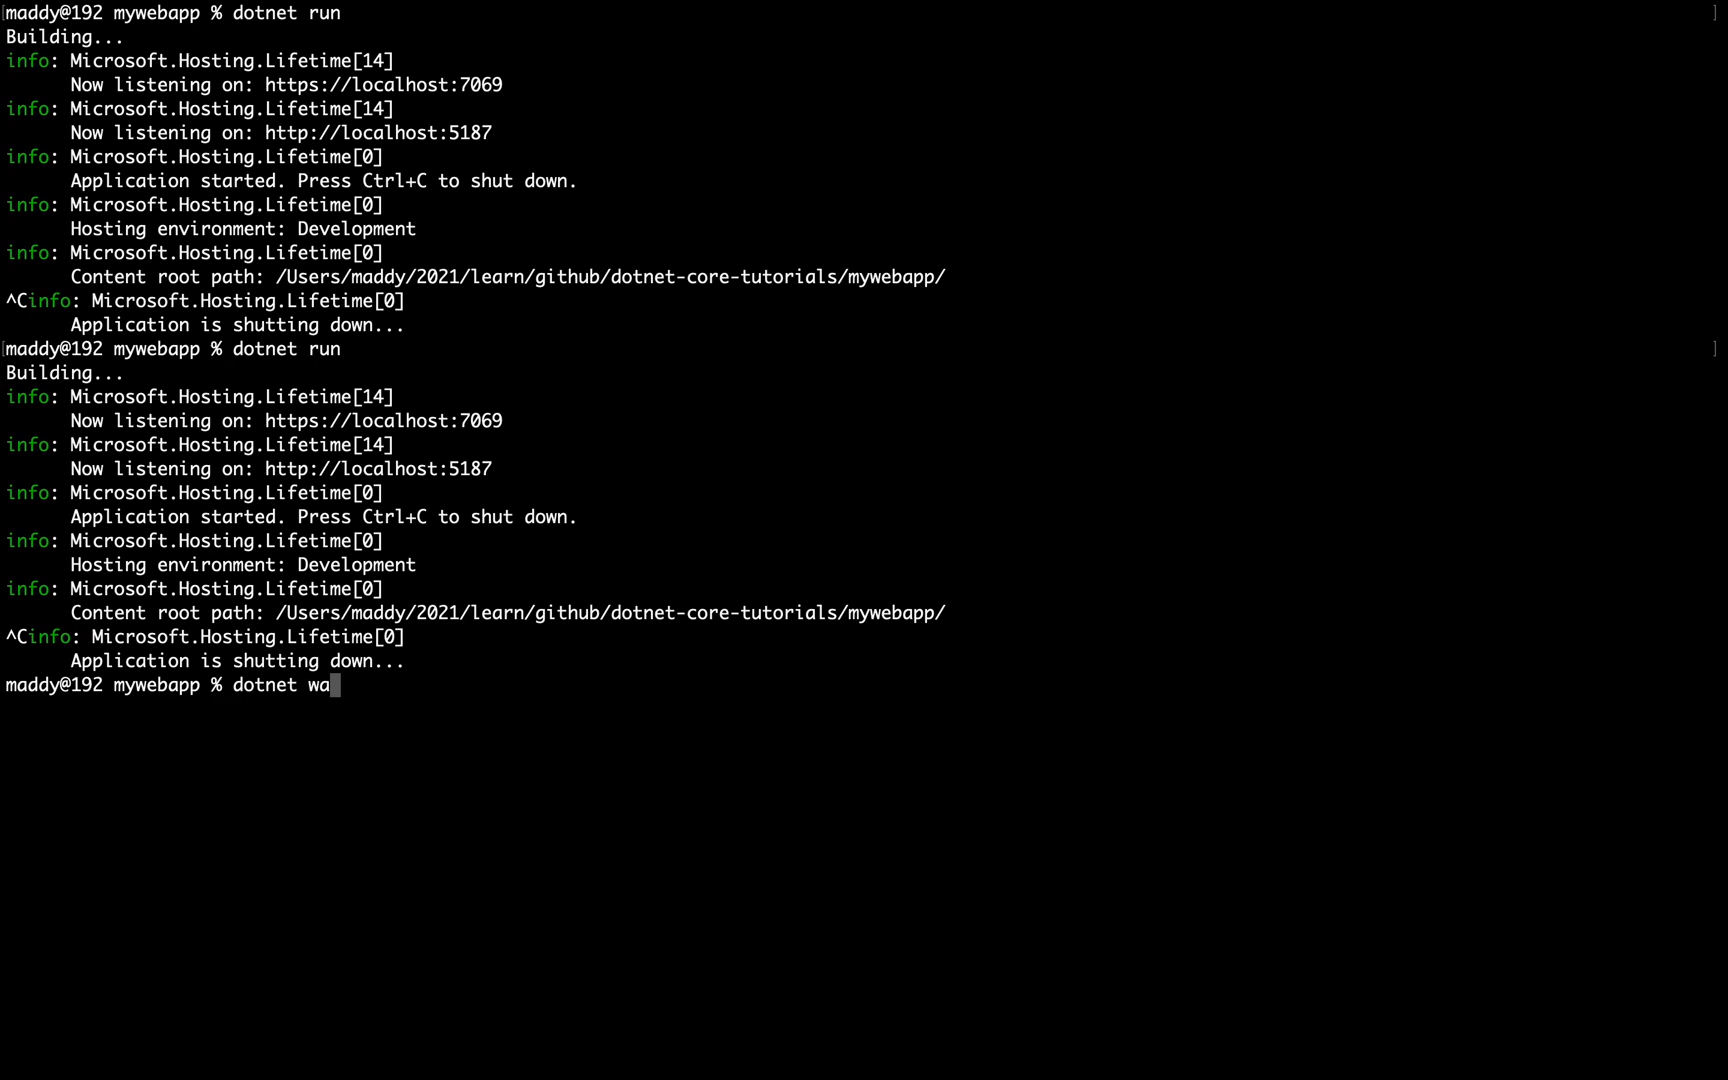 [maddy@192 mywebapp % dotnet run ]
Building...
info: Microsoft.Hosting.Lifetime[14]
      Now listening on: https://localhost:7069
info: Microsoft.Hosting.Lifetime[14]
      Now listening on: http://localhost:5187
info: Microsoft.Hosting.Lifetime[0]
      Application started. Press Ctrl+C to shut down.
info: Microsoft.Hosting.Lifetime[0]
      Hosting environment: Development
info: Microsoft.Hosting.Lifetime[0]
      Content root path: /Users/maddy/2021/learn/github/dotnet-core-tutorials/mywebapp/
^Cinfo: Microsoft.Hosting.Lifetime[0]
      Application is shutting down...
[maddy@192 mywebapp % dotnet run ]
Building...
info: Microsoft.Hosting.Lifetime[14]
      Now listening on: https://localhost:7069
info: Microsoft.Hosting.Lifetime[14]
      Now listening on: http://localhost:5187
info: Microsoft.Hosting.Lifetime[0]
      Application started. Press Ctrl+C to shut down.
info: Microsoft.Hosting.Lifetime[0]
      Hosting environment: Development
info: Microsoft.Hosting.Lifetime[0]
      Content root path: /Users/maddy/2021/learn/github/dotnet-core-tutorials/mywebapp/
^Cinfo: Microsoft.Hosting.Lifetime[0]
      Application is shutting down...
maddy@192 mywebapp % dotnet wa